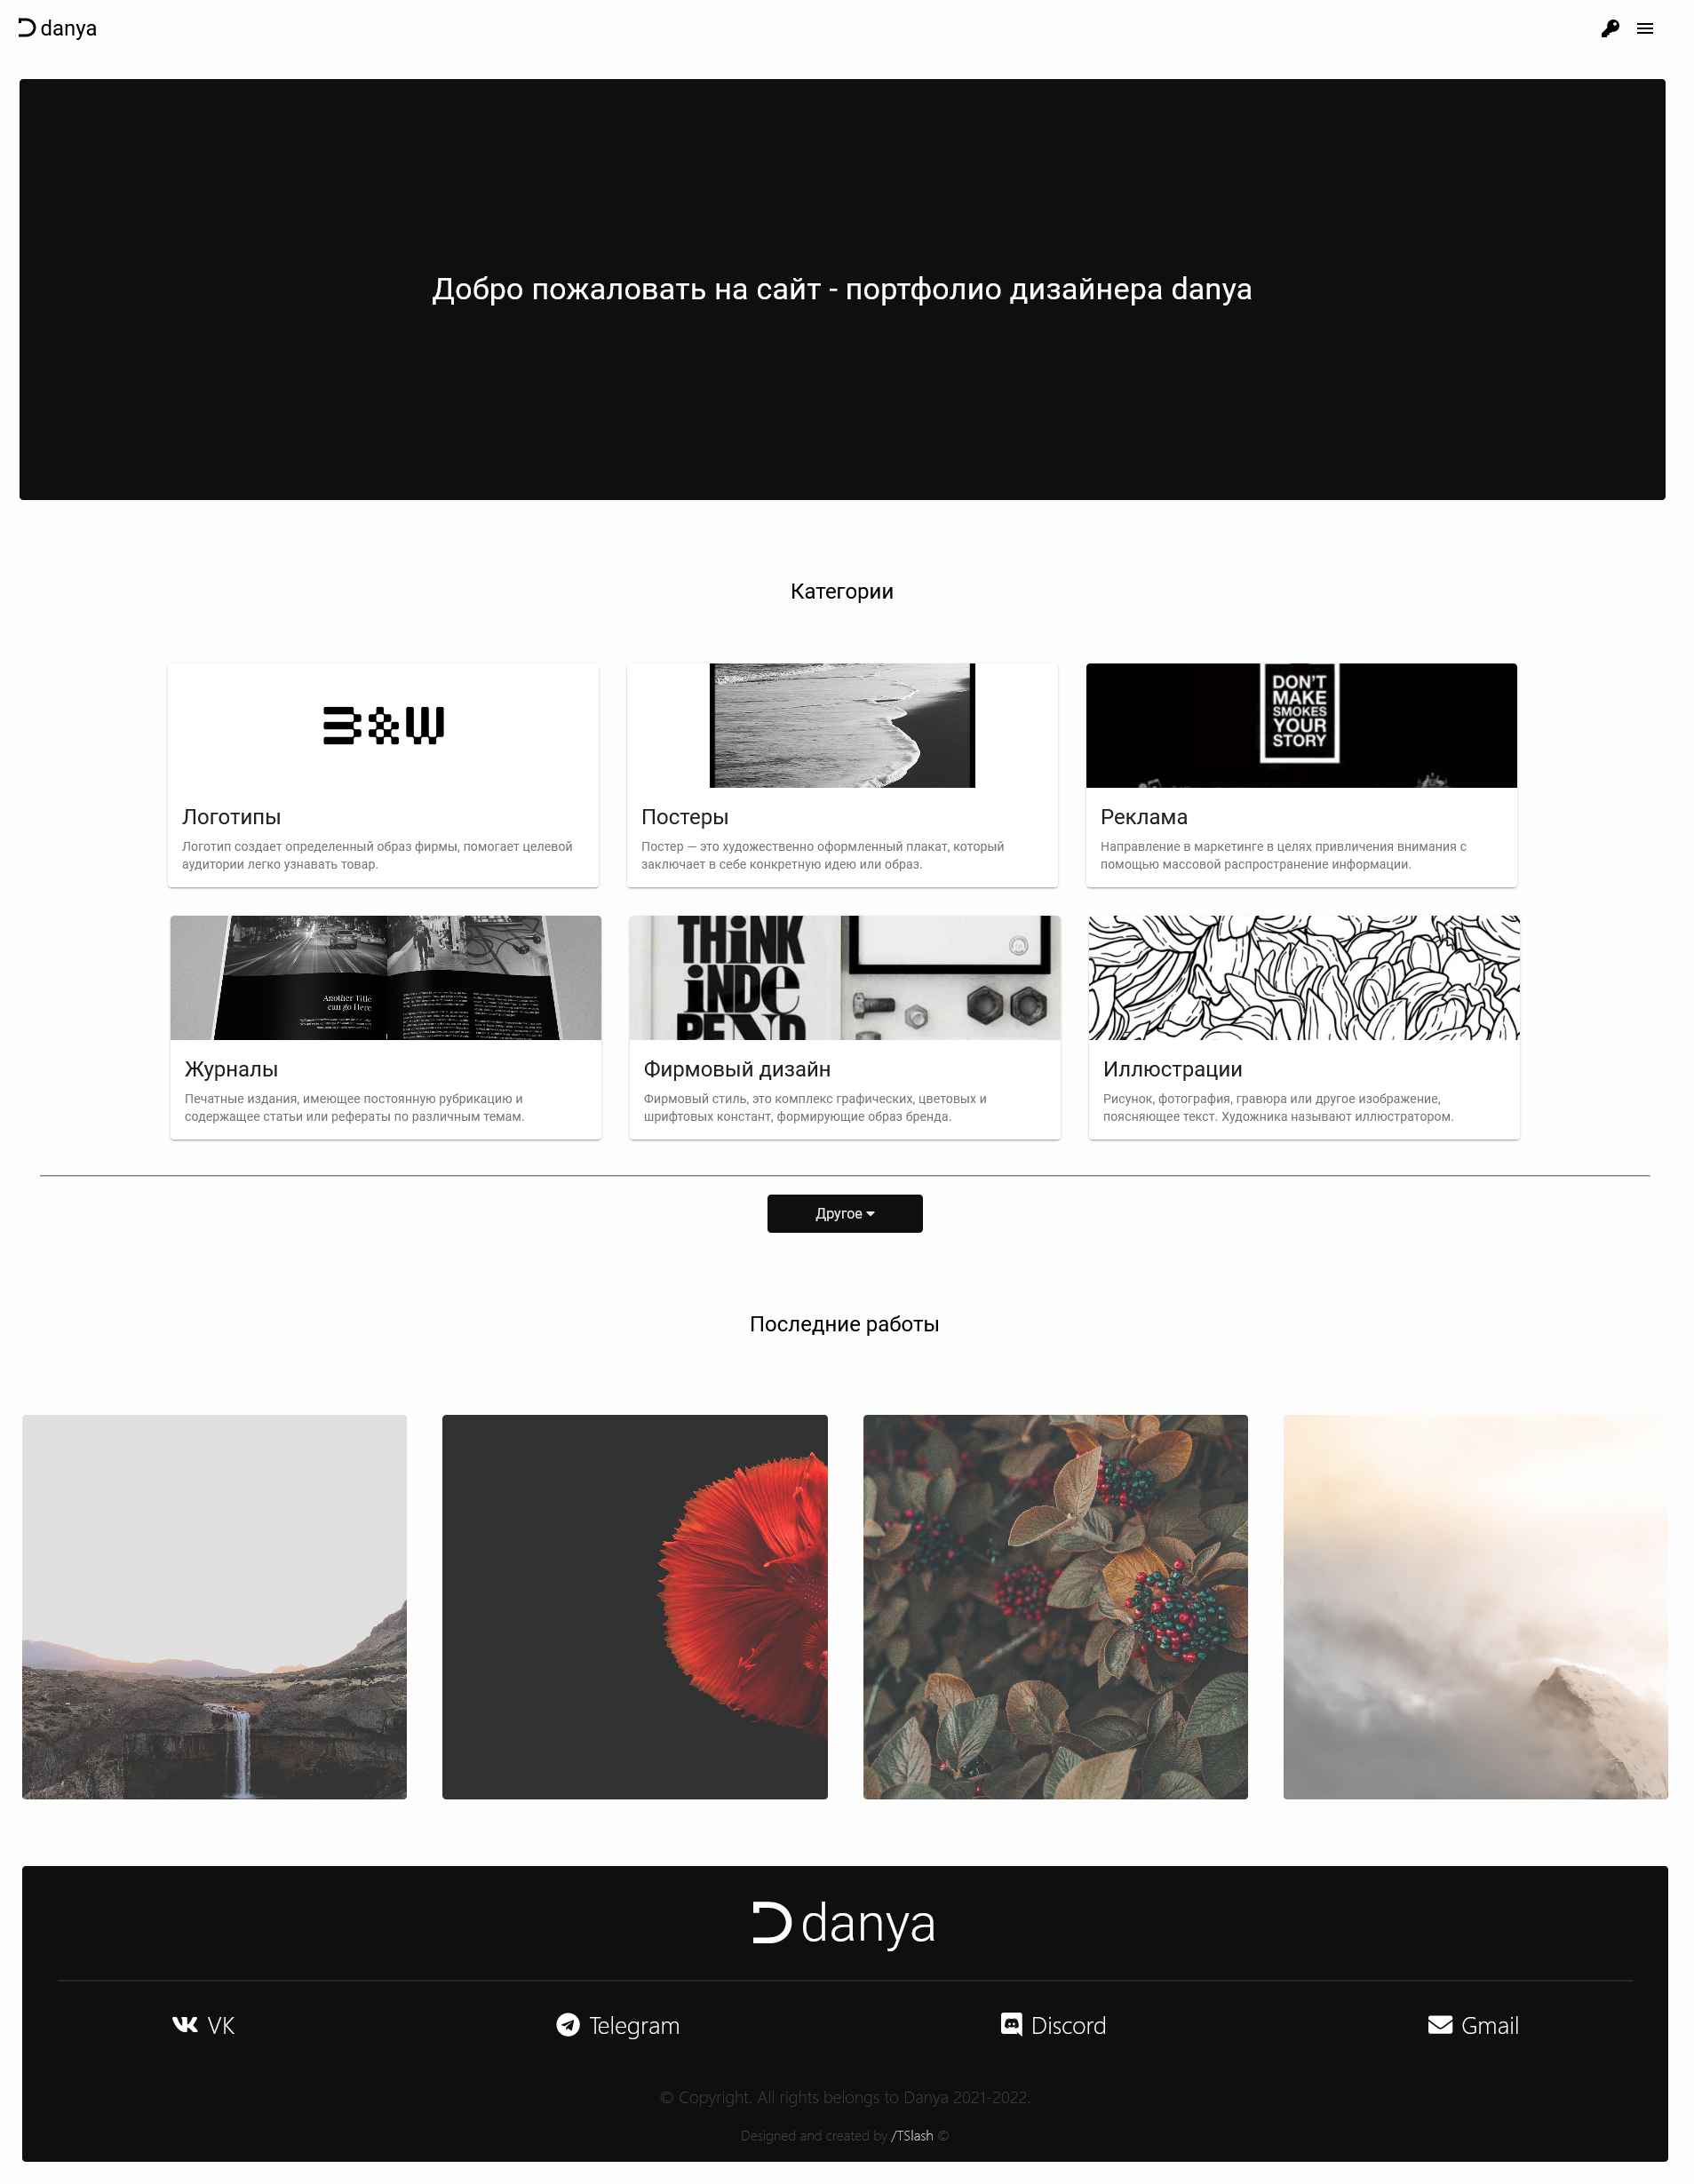 danya
Добро пожаловать на сайт - портфолио дизайнера danya
Категории
B&W
DON'T
MAKE
SMOKES
YOUR
STORY
Логотипы
Логотип создает определенный образ фирмы, помогает целевой
аудитории легко узнавать товар.
Постеры
Постер — это художественно оформленный плакат, который
заключает в себе конкретную идею или образ.
Реклама
Направление в маркетинге в целях привличения внимания с
помощью массовой распространение информации.
Another Title
can go Here
THiNK
iNDe
PEND
Журналы
Печатные издания, имеющее постоянную рубрикацию и
содержащее статьи или рефераты по различным темам.
Фирмовый дизайн
Фирмовый стиль, это комплекс графических, цветовых и
шрифтовых констант, формирующие образ бренда.
Иллюстрации
Рисунок, фотография, гравюра или другое изображение,
поясняющее текст. Художника называют иллюстратором.
Другое
Последние работы
danya
VK
Telegram
Discord
Gmail
© Copyright. All rights belongs to Danya 2021-2022.
Designed and created by /TSlash ©